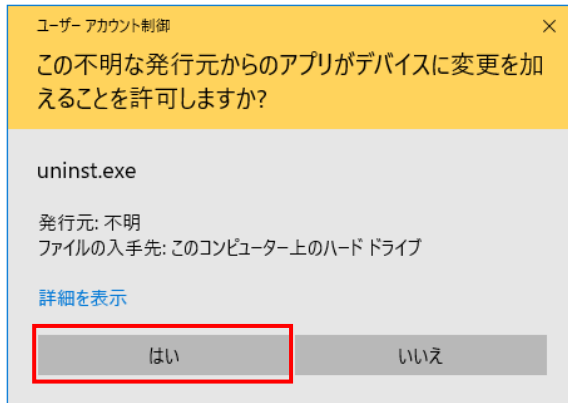 ユーザー アカウント制御
この不明な発行元からのアプリがデバイスに変更を加
えることを許可しますか?
uninst.exe
発行元: 不明
ファイルの入手先: このコンピューター上のハード ドライブ
詳細を表示
はい
いいえ